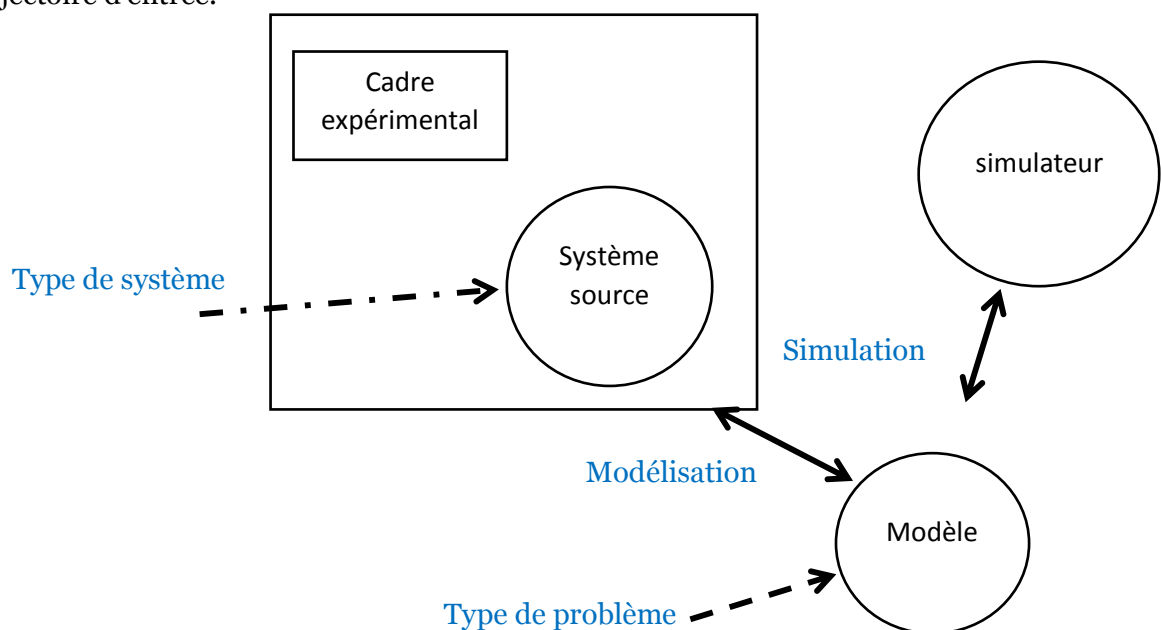 Cadre
expérimental
simulateur
Système
source
Type de système
Simulation
Modélisation
Modèle
Type de problème